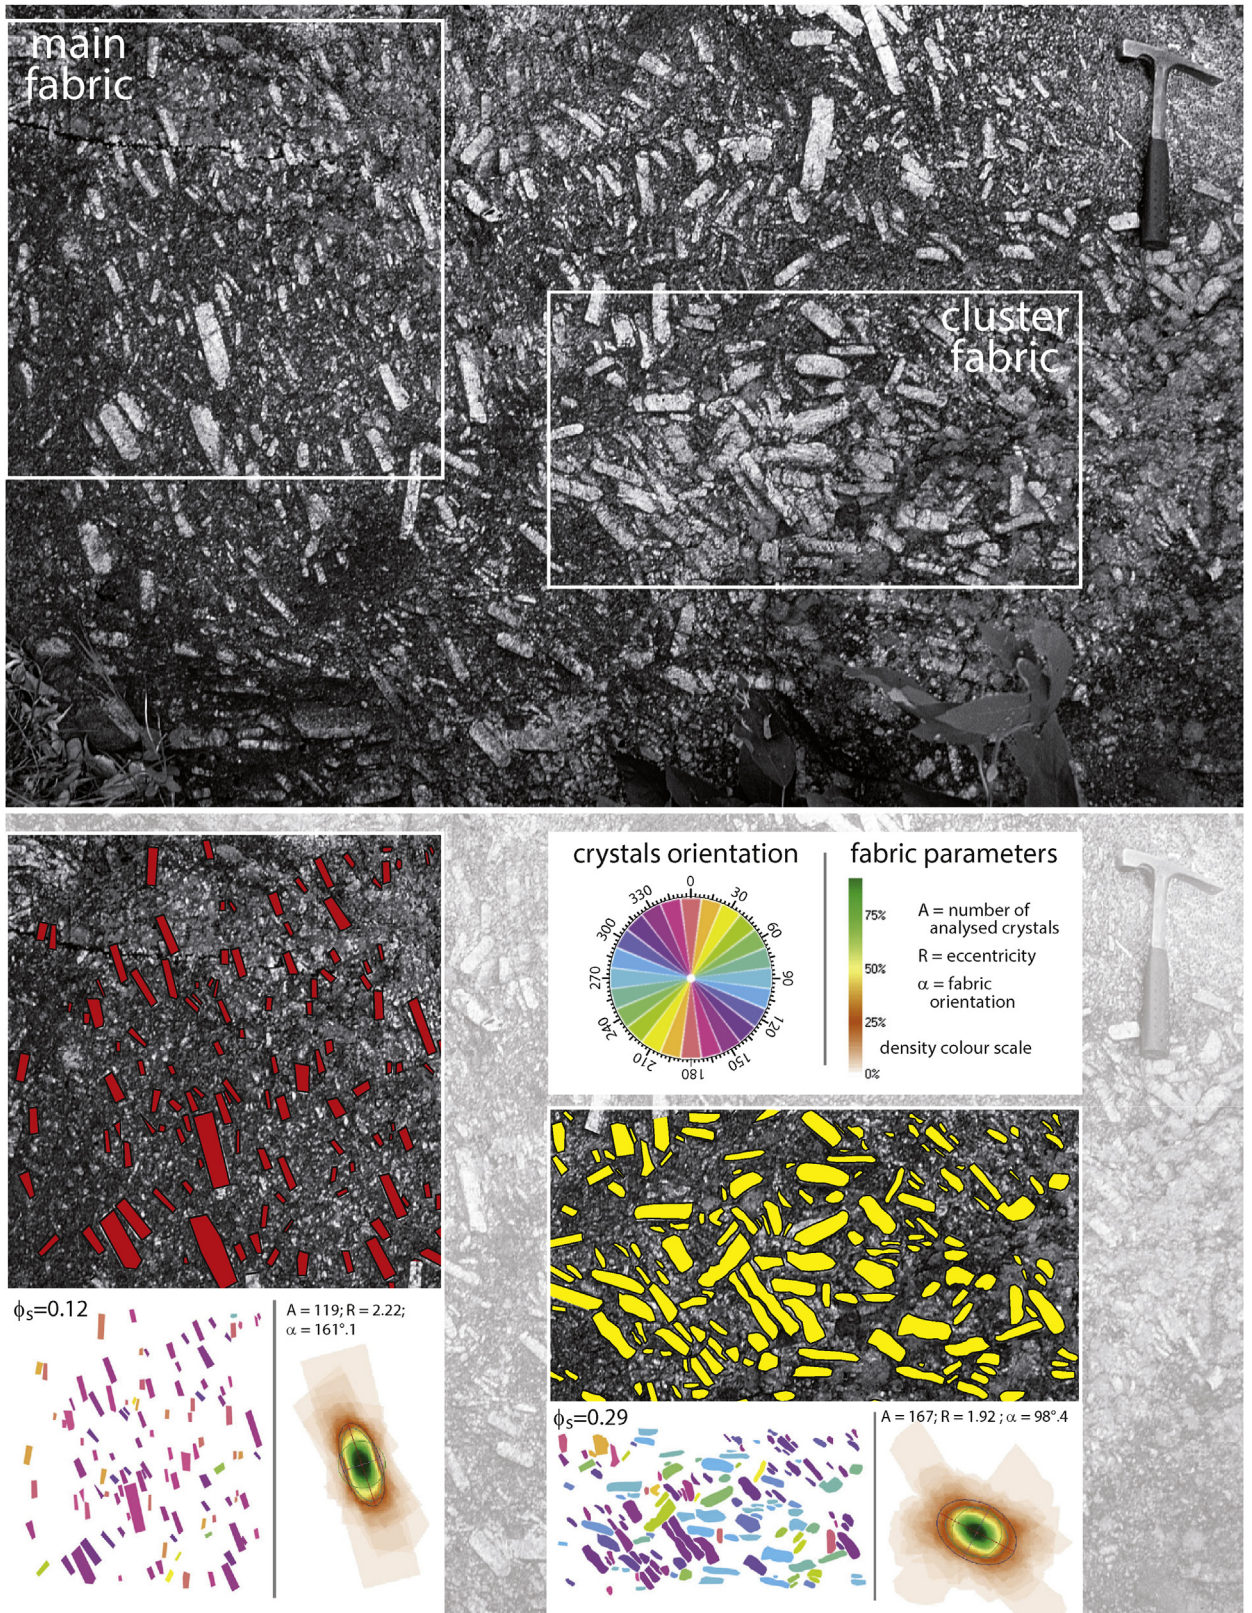 main
fabric
cluster
fabric
crystals orientation
fabric parameters
0
30
60
90
120
150
180
210
240
270
300
330
75%
50%
25%
0%
A = number of
analysed crystals
R = eccentricity
α = fabric
orientation
density colour scale
ϕs=0.12
A = 119; R = 2.22;
α = 161°.1
ϕs=0.29
A = 167; R = 1.92 ; α = 98°.4